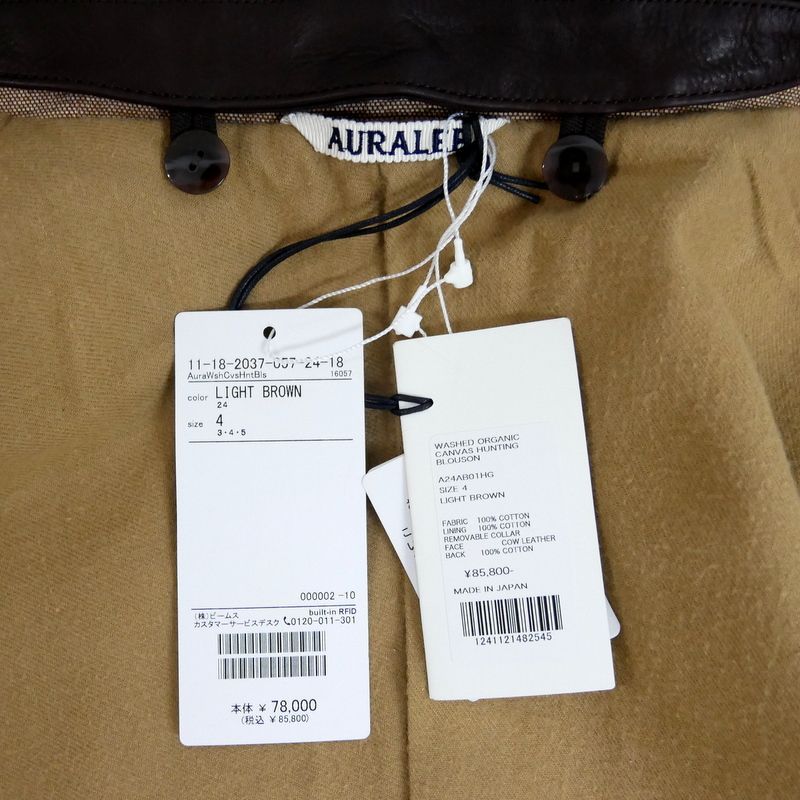 AURALEE
11-18-2037-057-24-18
AuraWshCvsHntBls 16057
color LIGHT BROWN
24
size 4
3・4・5
000002 -10
(株)ビームス built-in RFID
カスタマーサービスデスク 0120-011-301
本体 ¥ 78,000
(税込 ¥ 85,800)
WASHED ORGANIC
CANVAS HUNTING
BLOUSON
A24AB01HG
SIZE 4
LIGHT BROWN
FABRIC 100% COTTON
LINING 100% COTTON
REMOVABLE COLLAR
FACE COW LEATHER
BACK 100% COTTON
¥85,800-
MADE IN JAPAN
1241121482545